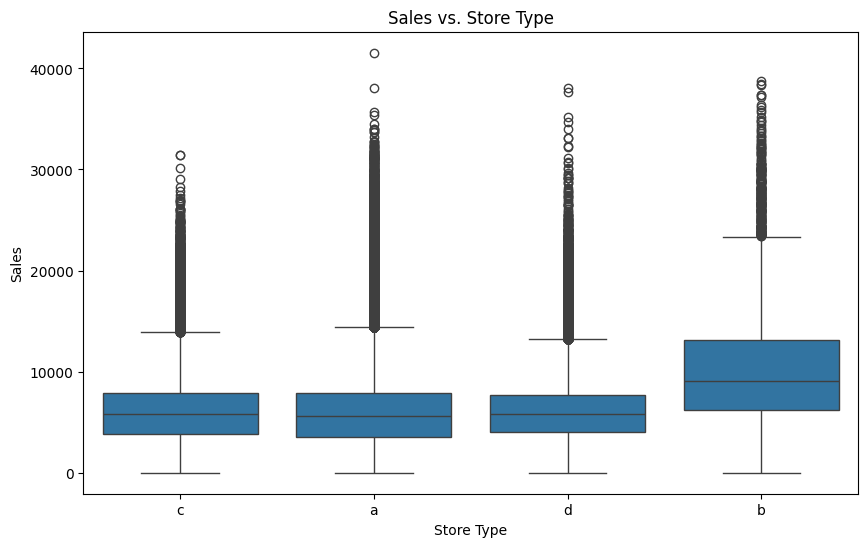 Sales vs. Store Type
40000
30000
20000
10000
0
Sales
c
a
d
b
Store Type